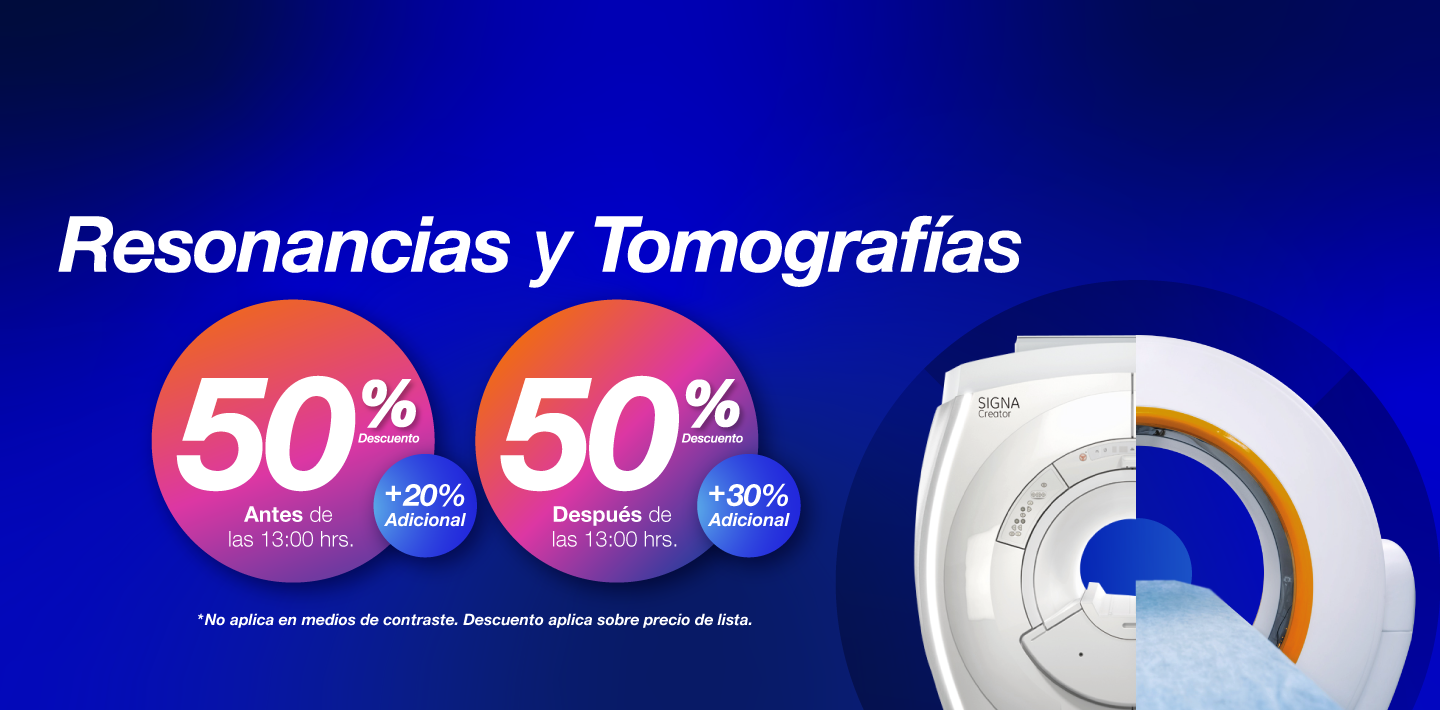 Resonancias y Tomografías
50%
Descuento
Antes de
las 13:00 hrs.
+20%
Adicional
50%
Descuento
Después de
las 13:00 hrs.
+30%
Adicional
*No aplica en medios de contraste. Descuento aplica sobre precio de lista.
SIGNA
Creator